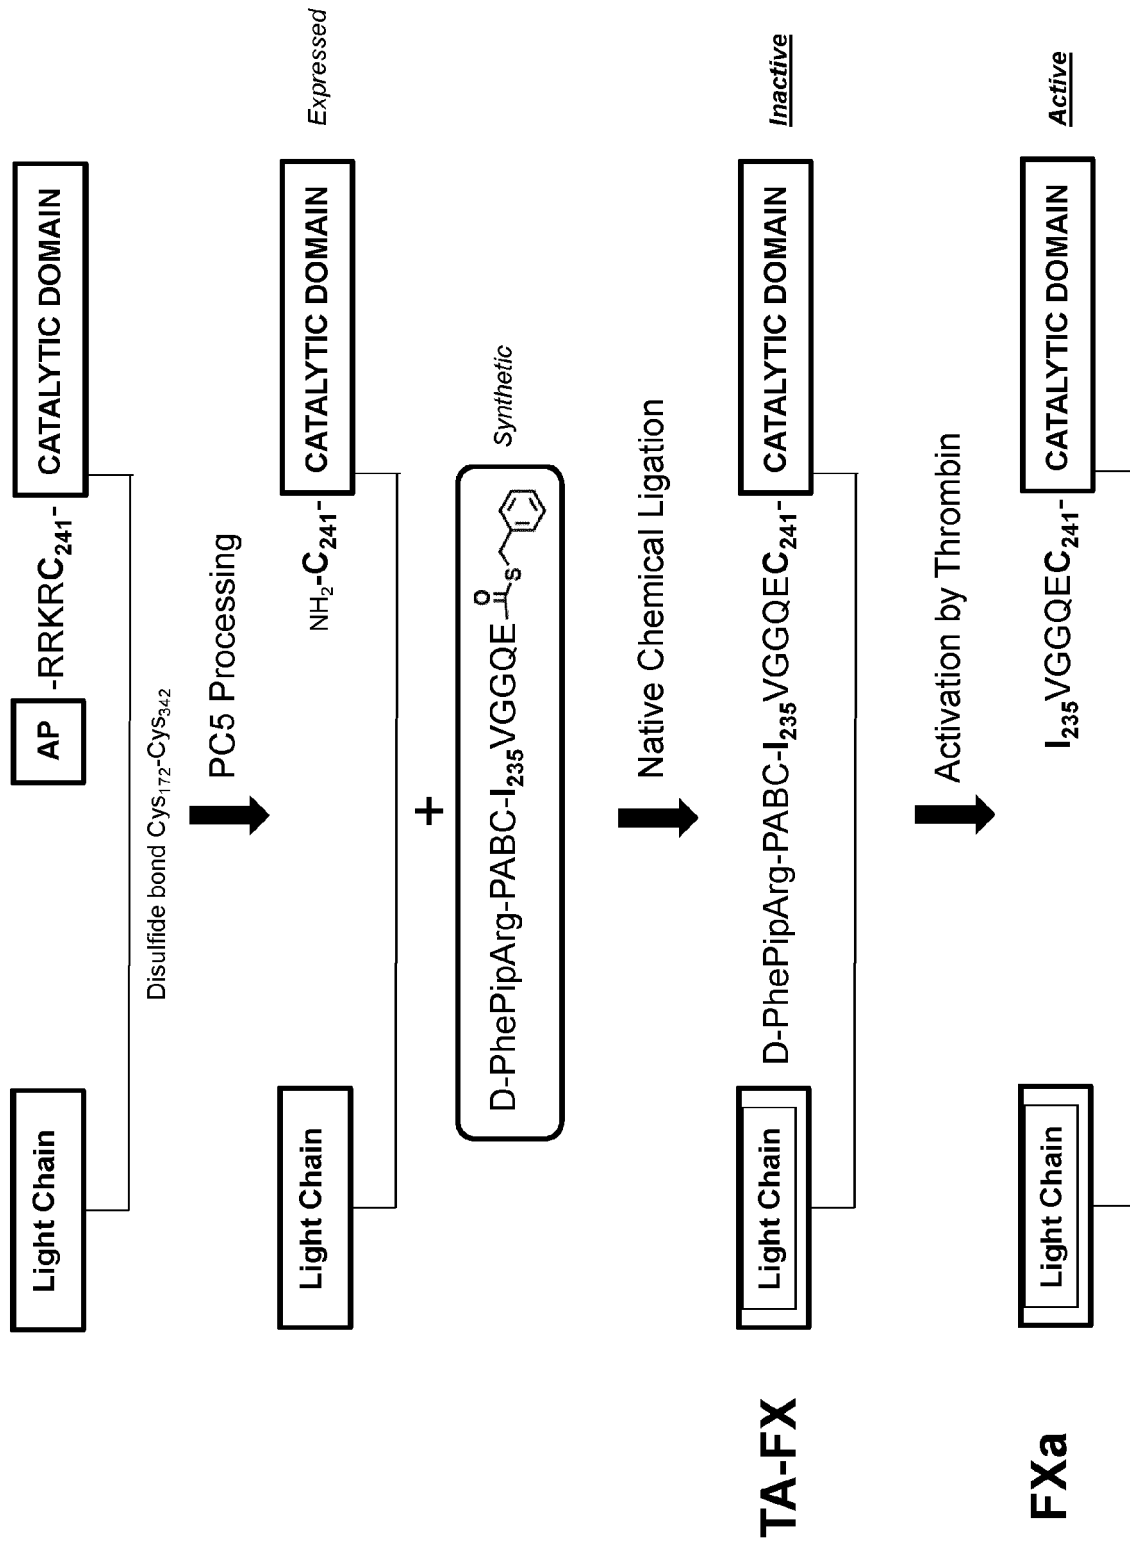 Light Chain
AP
-RRKRC241-
CATALYTIC DOMAIN
Disulfide bond Cys172-Cys342
PC5 Processing
Light Chain
NH2-C241-
CATALYTIC DOMAIN
Expressed
+
D-PhePipArg-PABC-I235VGGQE
O
S
Synthetic
Native Chemical Ligation
TA-FX
Light Chain
D-PhePipArg-PABC-I235VGGQEC241-
CATALYTIC DOMAIN
Inactive
Activation by Thrombin
FXa
Light Chain
I235VGGQEC241-
CATALYTIC DOMAIN
Active